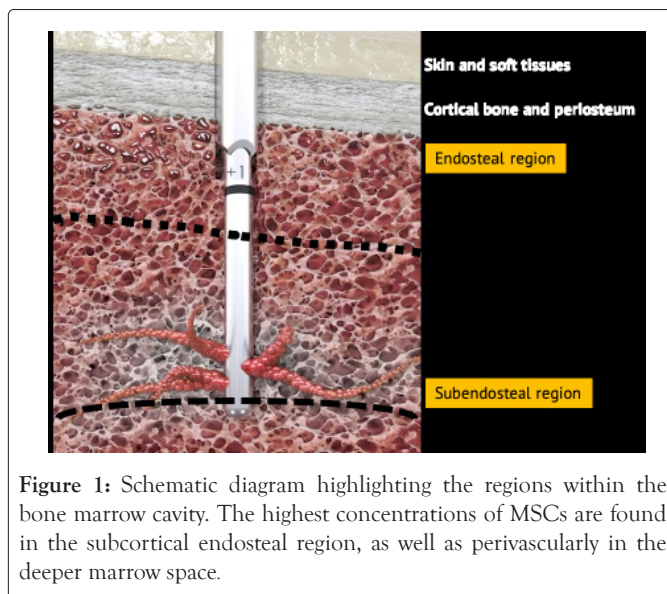 Skin and soft tissues
Cortical bone and periosteum
Endosteal region
+1
Subendosteal region
Figure 1: Schematic diagram highlighting the regions within the
bone marrow cavity. The highest concentrations of MSCs are found
in the subcortical endosteal region, as well as perivascularly in the
deeper marrow space.